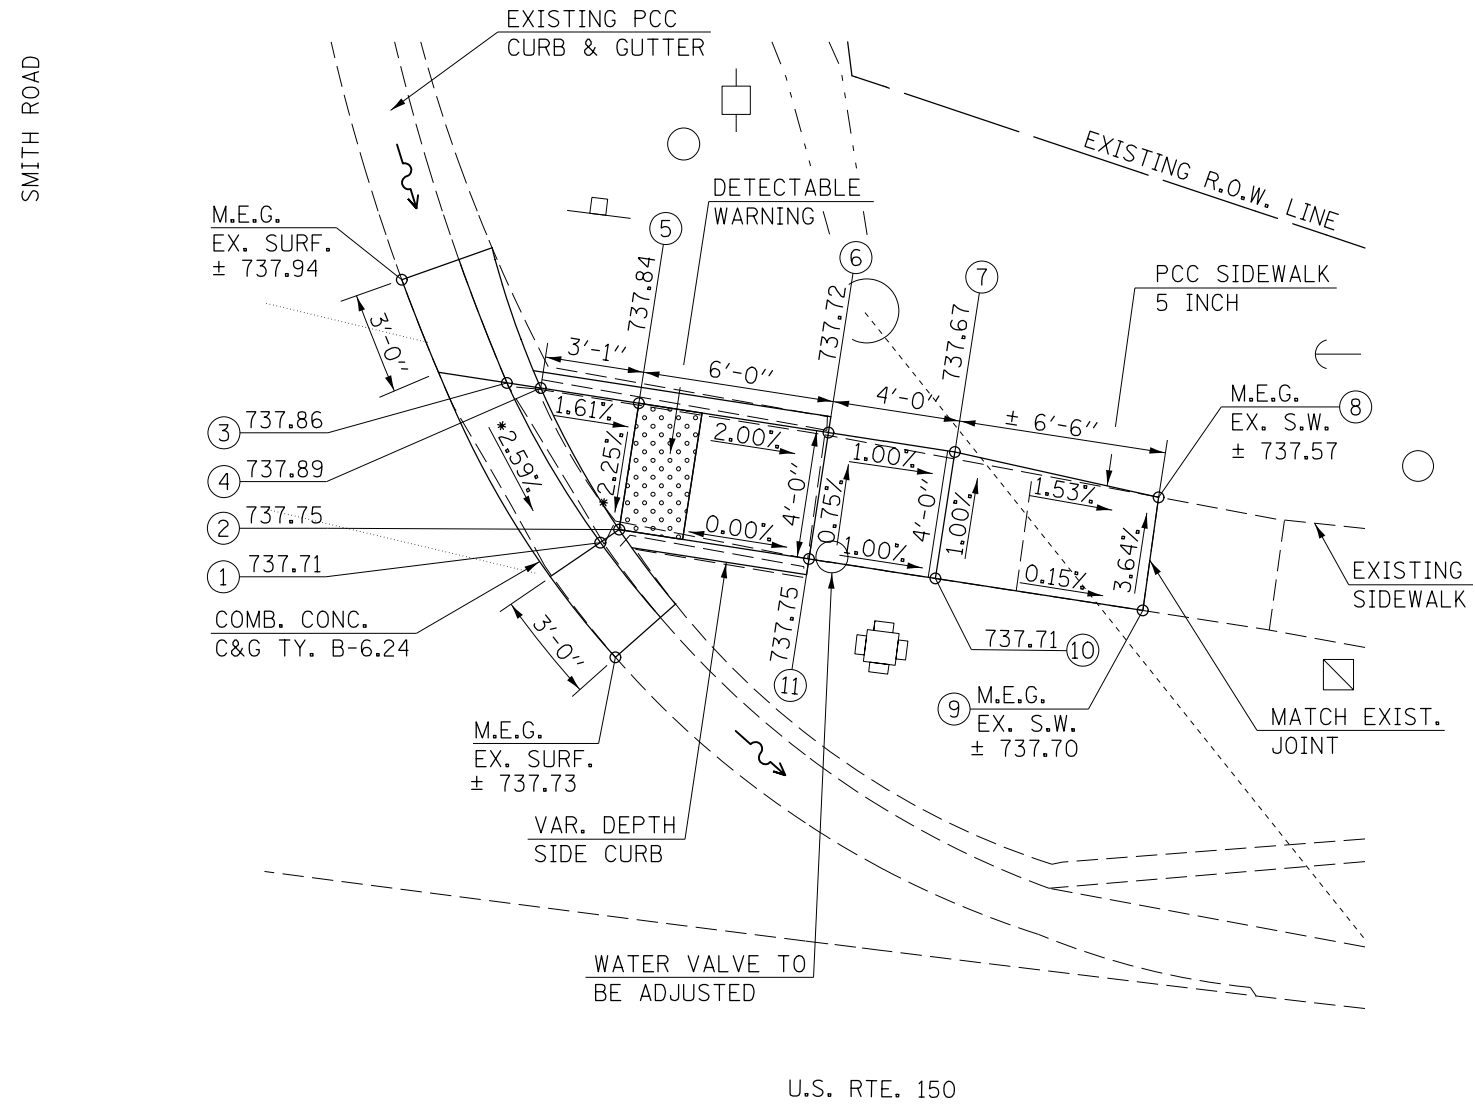 EXISTING PCC
CURB & GUTTER
SMITH ROAD
EXISTING R.O.W. LINE
DETECTABLE
WARNING
M.E.G.
EX. SURF.
± 737.94
5
6
7
737.84
737.72
737.67
PCC SIDEWALK
5 INCH
3'-0"
3'-1"
6'-0"
4'-0"
± 6'-6"
M.E.G.
EX. S.W.
± 737.57
8
3
737.86
4
737.89
2
737.75
1
737.71
1.61%
2.00%
*2.59%
*2.25%
4'-0"
0.75%
1.00%
4'-0"
1.00%
1.53%
3.64%
0.00%
1.00%
0.15%
EXISTING
SIDEWALK
COMB. CONC.
C&G TY. B-6.24
3'-0"
737.75
11
737.71
10
9
M.E.G.
EX. S.W.
± 737.70
MATCH EXIST.
JOINT
M.E.G.
EX. SURF.
± 737.73
VAR. DEPTH
SIDE CURB
WATER VALVE TO
BE ADJUSTED
U.S. RTE. 150